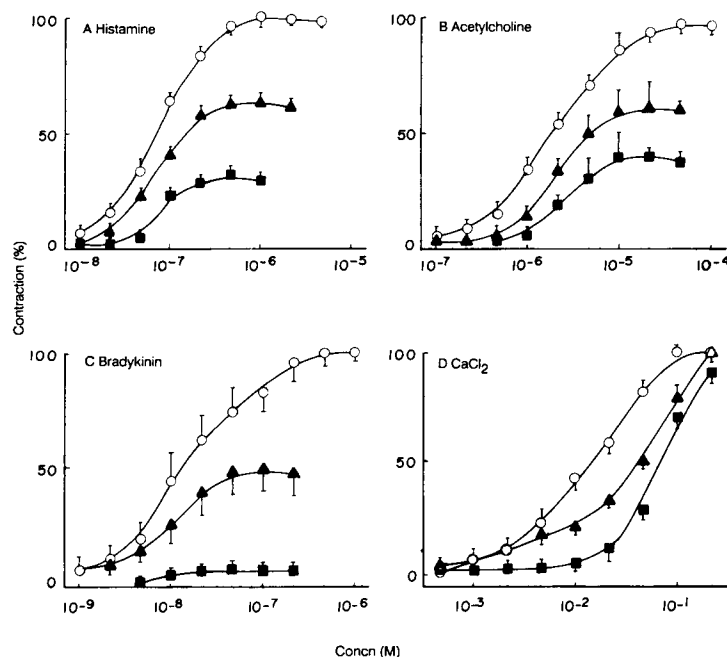 A Histamine
100
50
0
10-8 10-7 10-6 10-5
B Acetylcholine
100
50
0
10-7 10-6 10-5 10-4
Contraction (%)
C Bradykinin
100
50
0
10-9 10-8 10-7 10-6
D CaCl2
100
50
0
10-3 10-2 10-1
Concn (M)